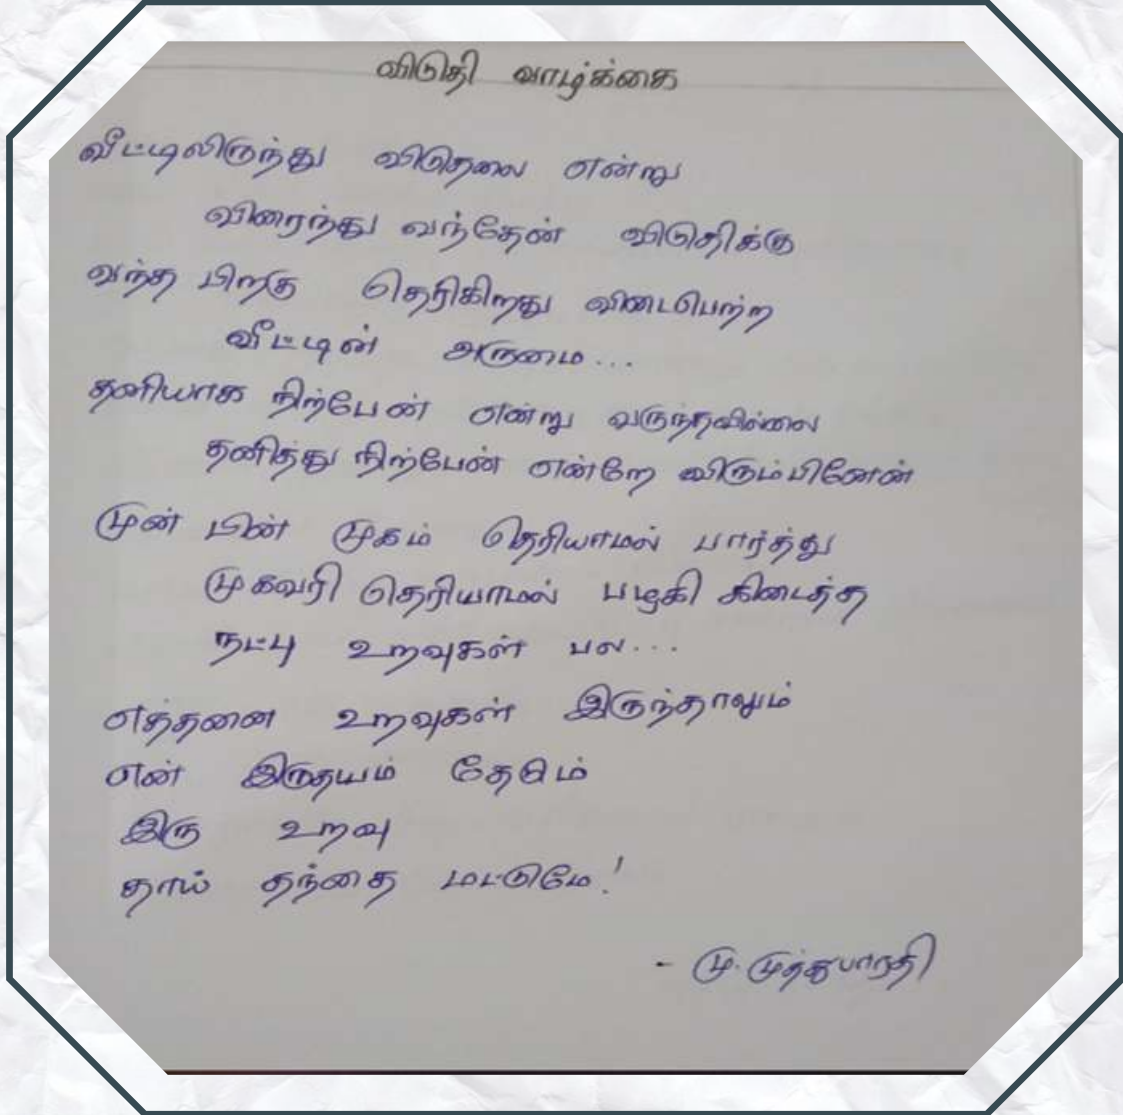 விடுதி வாழ்க்கை
வீட்டிலிருந்து விடுதலை என்று
விரைந்து வந்தேன் விடுதிக்கு
வந்த பிறகு தெரிகிறது விடைபெற்ற
வீட்டின் அருமை...
தனியாக நிற்பேன் என்று வருந்தவில்லை
தனித்து நிற்பேன் என்றே விரும்பினேன்
முன் பின் முகம் தெரியாமல் பார்த்து
முகவரி தெரியாமல் பழகி கிடைத்த
நட்பு உறவுகள் பல...
எத்தனை உறவுகள் இருந்தாலும்
என் இருதயம் தேடும்
இரு உறவு
தாய் தந்தை மட்டுமே!
- மு. முத்துபாரதி